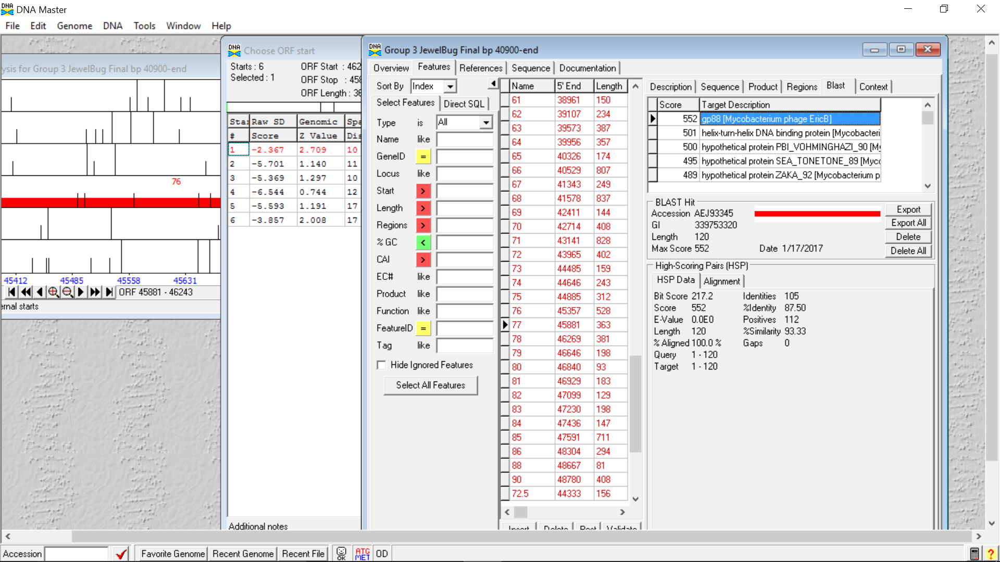 DNA Master
File Edit Genome DNA Tools Window Help
ysis for Group 3 JewelBug Final bp 40900-end
76
45412 45485 45558 45631
ORF 45881 - 46243
ernal starts
Choose ORF start
Starts : 6 ORF Start : 462
Selected : 1 ORF Stop : 458
ORF Length : 36
Star Raw SD Genomic Spa
# Score Z Value Dis
1 -2.367 2.709 10
2 -5.701 1.140 11
3 -5.369 1.297 10
4 -6.544 0.744 12
5 -5.593 1.191 17
6 -3.857 2.008 17
Additional notes
Group 3 JewelBug Final bp 40900-end
Overview Features References Sequence Documentation
Sort By Index
Select Features Direct SQL
Type is All
Name like
GeneID =
Locus like
Start >
Length >
Regions >
% GC <
CAI >
EC# like
Product like
Function like
FeatureID =
Tag like
Hide Ignored Features
Select All Features
Name 5' End Length
61 38961 150
62 39107 234
63 39573 387
64 39956 357
65 40326 174
66 40529 807
67 41343 249
68 41578 837
69 42411 144
70 42714 408
71 43141 828
72 43965 402
73 44485 159
74 44646 243
75 44885 312
76 45357 528
77 45881 363
78 46269 381
79 46646 198
80 46840 93
81 46929 183
82 47099 129
83 47230 198
84 47436 147
85 47591 711
86 48304 294
88 48667 81
90 48780 408
72.5 44333 156
Insert Delete Post Validate
Description Sequence Product Regions Blast Context
Score Target Description
552 gp88 [Mycobacterium phage EricB]
501 helix-turn-helix DNA binding protein [Mycobacteri
500 hypothetical protein PBI_VOHMINGHAZI_90 [My
495 hypothetical protein SEA_TONETONE_89 [Myco
489 hypothetical protein ZAKA_92 [Mycobacterium p
BLAST Hit
Accession AEJ93345
GI 339753320
Length 120
Max Score 552 Date 1/17/2017
Export
Export All
Delete
Delete All
High-Scoring Pairs (HSP)
HSP Data Alignment
Bit Score 217.2 Identities 105
Score 552 %Identity 87.50
E-Value 0.0E0 Positives 112
Length 120 %Similarity 93.33
% Aligned 100.0 % Gaps 0
Query 1 - 120
Target 1 - 120
Accession Favorite Genome Recent Genome Recent File OK ATG MET OD ?